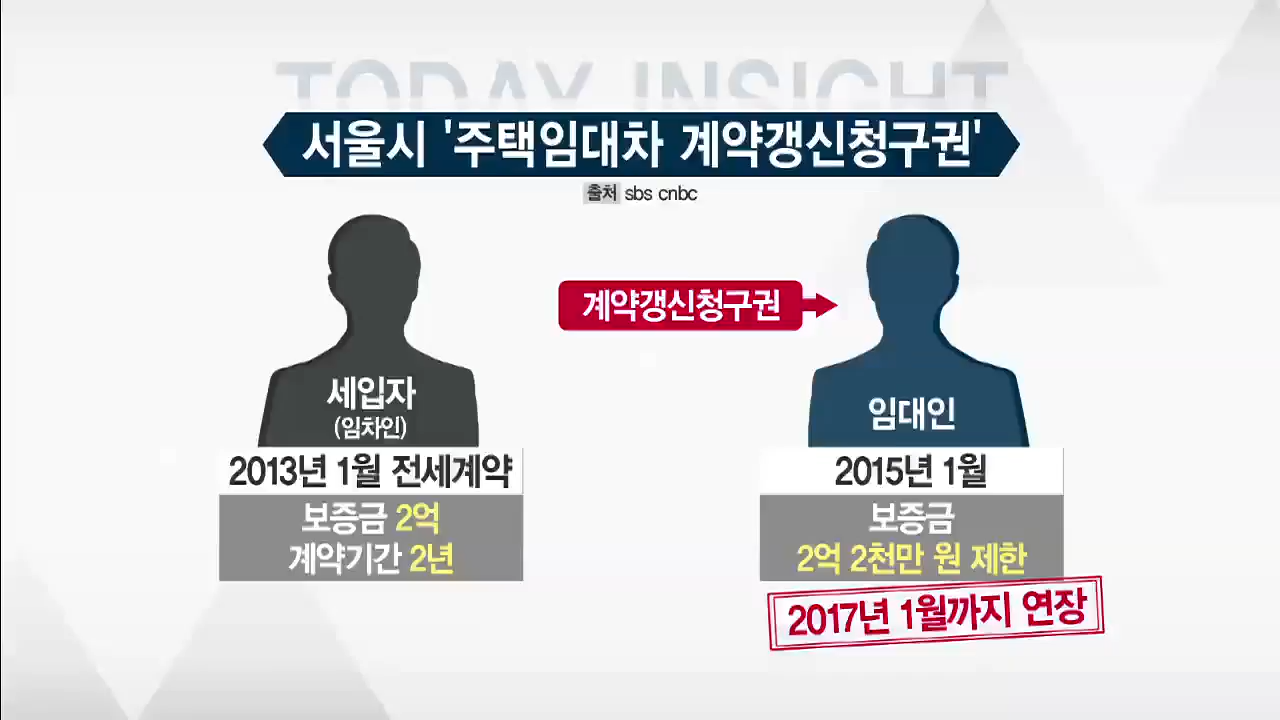 TODAY INSIGHT
서울시 '주택임대차 계약갱신청구권'
출처 sbs cnbc
계약갱신청구권
세입자
(임차인)
2013년 1월 전세계약
보증금 2억
계약기간 2년
임대인
2015년 1월
보증금
2억 2천만 원 제한
2017년 1월까지 연장